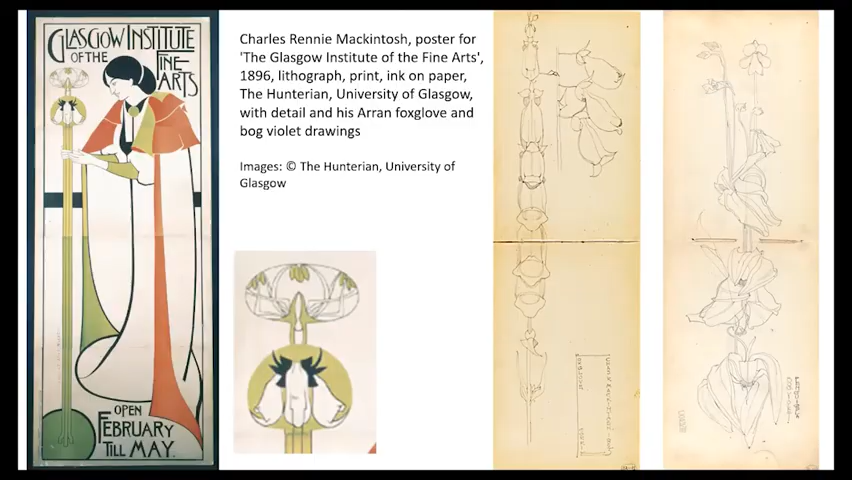 GLASGOW INSTITUTE
OF THE FINE
ARTS
OPEN
FEBRUARY
TILL MAY.
Charles Rennie Mackintosh, poster for
'The Glasgow Institute of the Fine Arts',
1896, lithograph, print, ink on paper,
The Hunterian, University of Glasgow,
with detail and his Arran foxglove and
bog violet drawings
Images: © The Hunterian, University of
Glasgow